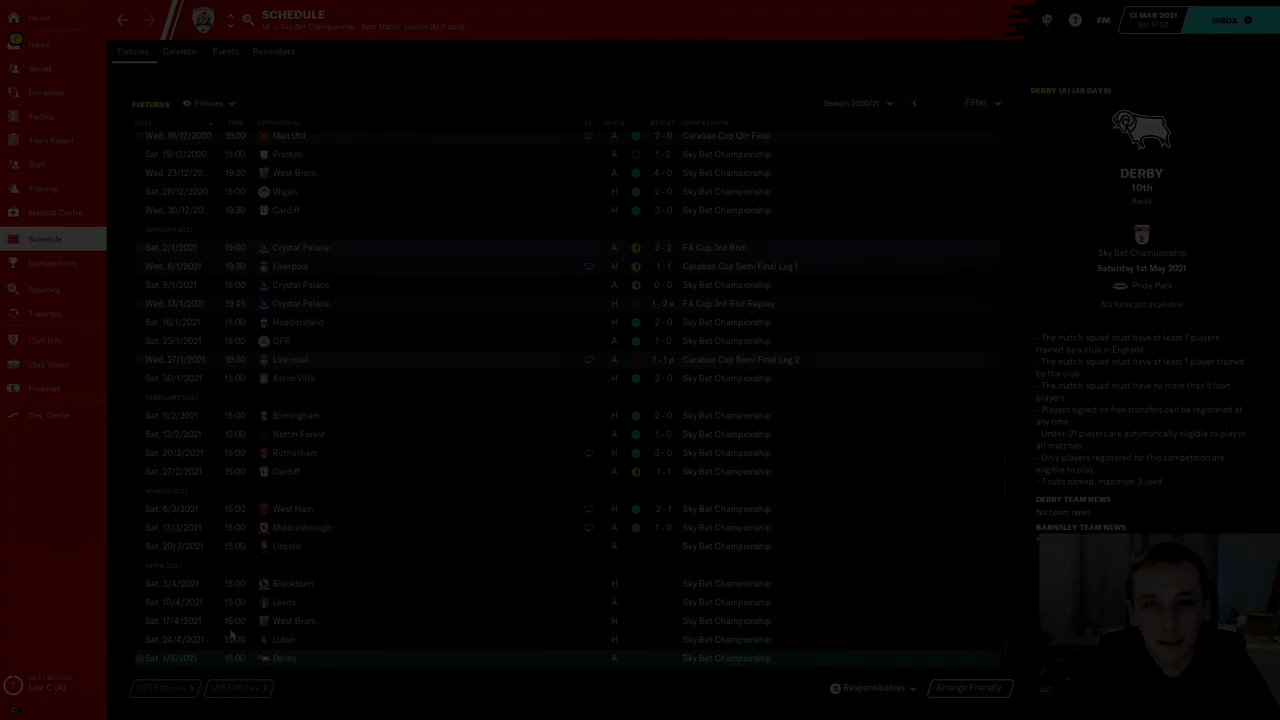 Home
Inbox
Squad
Dynamics
Tactics
Team Report
Staff
Training
Medical Centre
Schedule
Competitions
Scouting
Transfers
Club Info
Club Vision
Finances
Dev. Centre
NEXT MATCH
Linc C (A)
SCHEDULE
1st in Sky Bet Championship - Next Match: Lincoln (A) (7 days)
FM
13 MAR 2021
Sat 17:00
INBOX
Fixtures Calendar Events Reminders
FIXTURES Fixtures Season 2020/21 Filter
DATE TIME OPPOSITION TV VENUE RESULT COMPETITION
Wed, 16/12/2020 19:30 Man Utd A 2 - 0 Carabao Cup Qtr Final
Sat, 19/12/2020 15:00 Preston A 1 - 2 Sky Bet Championship
Wed, 23/12/20... 19:30 West Brom A 4 - 0 Sky Bet Championship
Sat, 26/12/2020 15:00 Wigan H 2 - 0 Sky Bet Championship
Wed, 30/12/20... 19:30 Cardiff H 3 - 0 Sky Bet Championship
JANUARY 2021
Sat, 2/1/2021 15:00 Crystal Palace A 2 - 2 FA Cup 3rd Rnd
Wed, 6/1/2021 19:30 Liverpool H 1 - 1 Carabao Cup Semi Final Leg 1
Sat, 9/1/2021 15:00 Crystal Palace A 0 - 0 Sky Bet Championship
Wed, 13/1/2021 19:45 Crystal Palace H 1 - 2 e FA Cup 3rd Rnd Replay
Sat, 16/1/2021 15:00 Huddersfield H 2 - 0 Sky Bet Championship
Sat, 23/1/2021 15:00 QPR A 1 - 0 Sky Bet Championship
Wed, 27/1/2021 19:30 Liverpool A 1 - 1 p Carabao Cup Semi Final Leg 2
Sat, 30/1/2021 15:00 Aston Villa H 3 - 0 Sky Bet Championship
FEBRUARY 2021
Sat, 6/2/2021 15:00 Birmingham H 2 - 0 Sky Bet Championship
Sat, 13/2/2021 15:00 Nottm Forest A 1 - 0 Sky Bet Championship
Sat, 20/2/2021 15:00 Rotherham H 3 - 0 Sky Bet Championship
Sat, 27/2/2021 15:00 Cardiff A 1 - 1 Sky Bet Championship
MARCH 2021
Sat, 6/3/2021 15:00 West Ham H 2 - 1 Sky Bet Championship
Sat, 13/3/2021 15:00 Middlesbrough A 1 - 0 Sky Bet Championship
Sat, 20/3/2021 15:00 Lincoln A Sky Bet Championship
APRIL 2021
Sat, 3/4/2021 15:00 Blackburn H Sky Bet Championship
Sat, 10/4/2021 15:00 Leeds A Sky Bet Championship
Sat, 17/4/2021 15:00 West Brom H Sky Bet Championship
Sat, 24/4/2021 15:00 Luton H Sky Bet Championship
Sat, 1/5/2021 15:00 Derby A Sky Bet Championship
U23 Fixtures > U18 Fixtures > Responsibilities Arrange Friendly
DERBY (A) (49 DAYS)
DERBY
10th
Away
Sky Bet Championship
Saturday 1st May 2021
Pride Park
No forecast available
- The match squad must have at least 7 players
trained by a club in England.
- The match squad must have at least 1 player trained
by the club.
- The match squad must have no more than 5 loan
players.
- Players signed on free transfers can be registered at
any time.
- Under-21 players are automatically eligible to play in
all matches.
- Only players registered for this competition are
eligible to play.
- 7 subs named, maximum 3 used.
DERBY TEAM NEWS
No team news
BARNSLEY TEAM NEWS